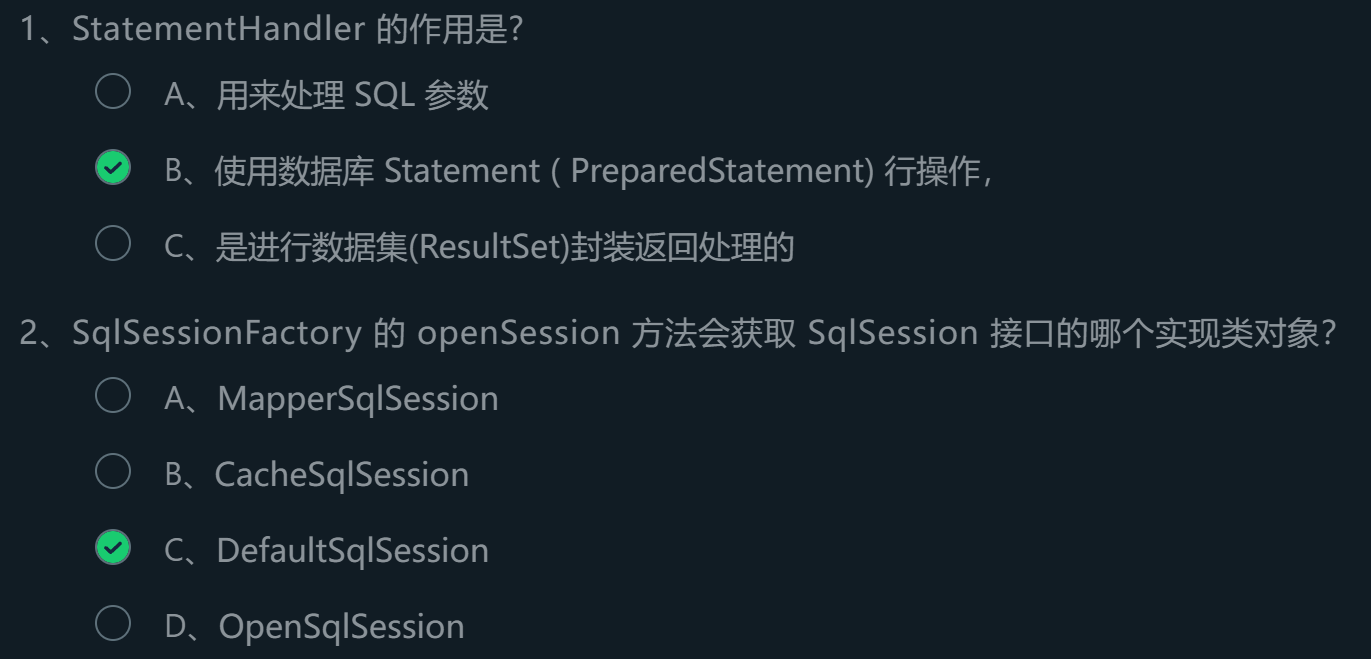 1、StatementHandler 的作用是?
A、用来处理 SQL 参数
B、使用数据库 Statement ( PreparedStatement) 行操作，
C、是进行数据集(ResultSet)封装返回处理的
2、SqlSessionFactory 的 openSession 方法会获取 SqlSession 接口的哪个实现类对象?
A、MapperSqlSession
B、CacheSqlSession
C、DefaultSqlSession
D、OpenSqlSession